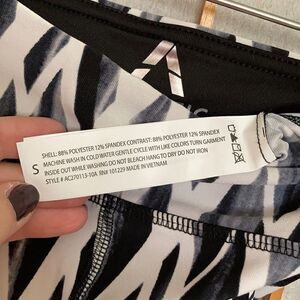 S
SHELL: 88% POLYESTER 12% SPANDEX CONTRAST: 88% POLYESTER 12% SPANDEX
MACHINE WASH IN COLD WATER GENTLE CYCLED WITH LIKE COLORS TURN GARMENT
INSIDE OUT WHILE WASHING DO NOT BLEACH HANG TO DRY DO NOT IRON
STYLE # AC270113-10A RN# 101229 MADE IN VIETNAM